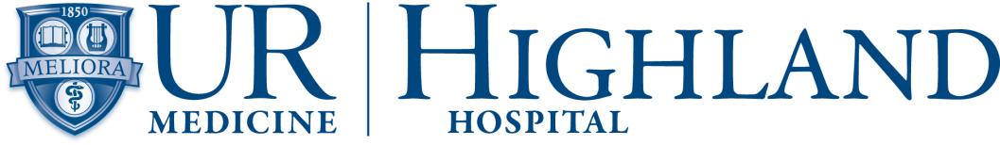 1850
MELIORA
UR
MEDICINE
HIGHLAND
HOSPITAL